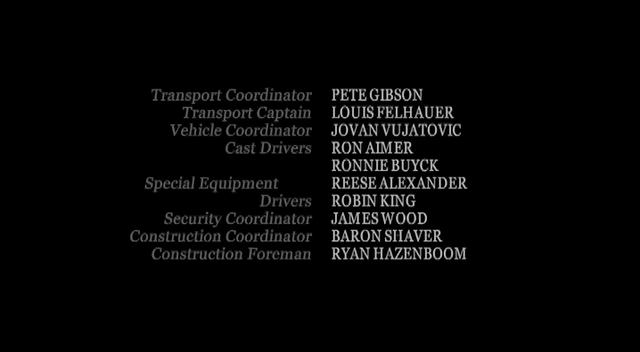 Transport Coordinator PETE GIBSON
Transport Captain LOUIS FELHAUER
Vehicle Coordinator JOVAN VUJATOVIC
Cast Drivers RON AIMER
RONNIE BUYCK
Special Equipment REESE ALEXANDER
Drivers ROBIN KING
Security Coordinator JAMES WOOD
Construction Coordinator BARON SHAVER
Construction Foreman RYAN HAZENBOOM